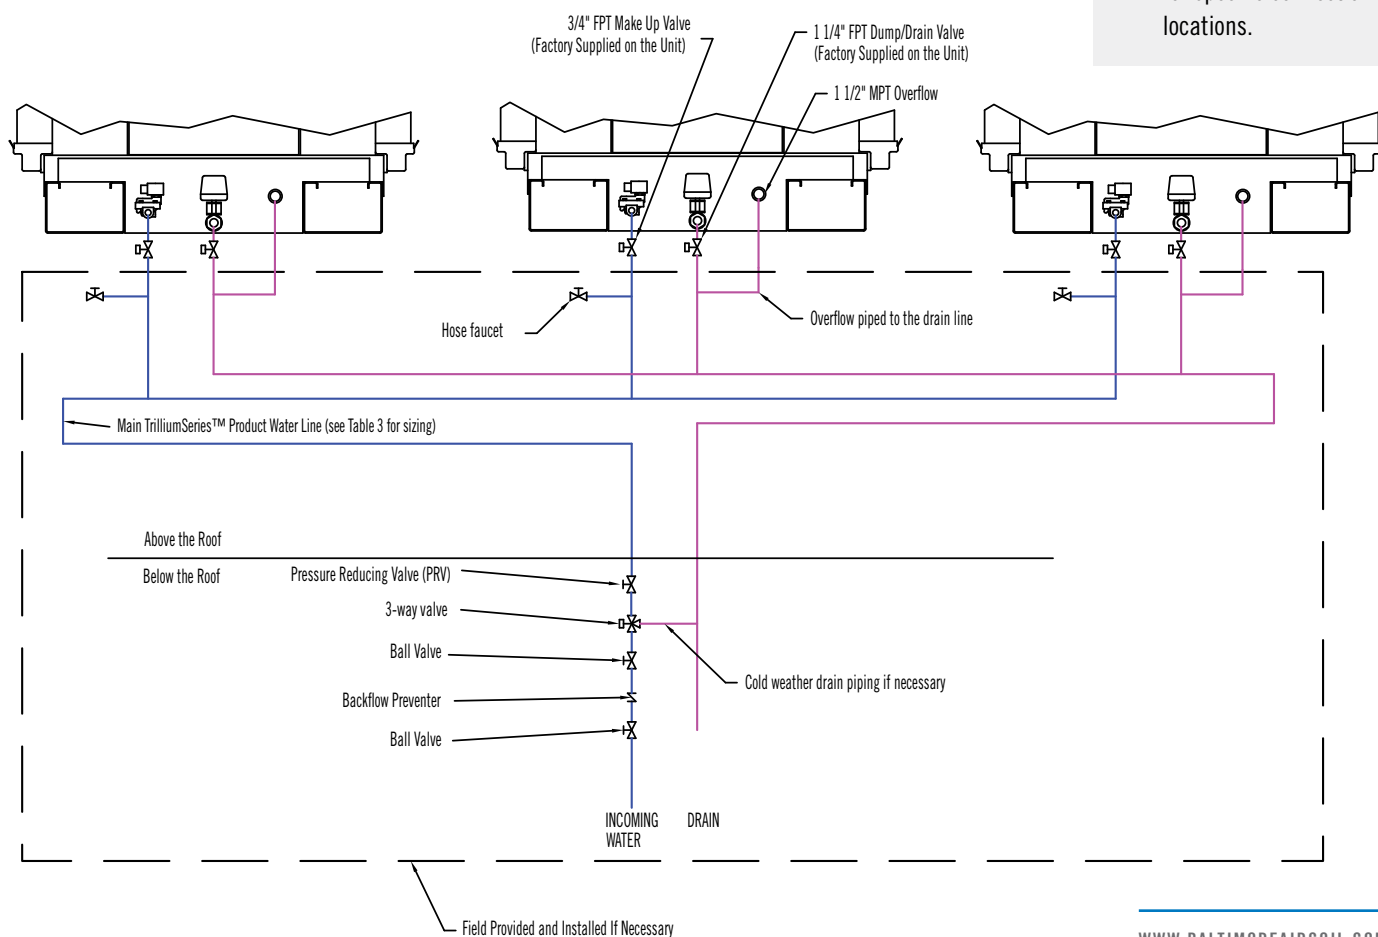 locations.
3/4" FPT Make Up Valve
(Factory Supplied on the Unit)
1 1/4" FPT Dump/Drain Valve
(Factory Supplied on the Unit)
1 1/2" MPT Overflow
Hose faucet
Overflow piped to the drain line
Main TrilliumSeries™ Product Water Line (see Table 3 for sizing)
Above the Roof
Below the Roof
Pressure Reducing Valve (PRV)
3-way valve
Ball Valve
Cold weather drain piping if necessary
Backflow Preventer
Ball Valve
INCOMING
WATER
DRAIN
Field Provided and Installed If Necessary